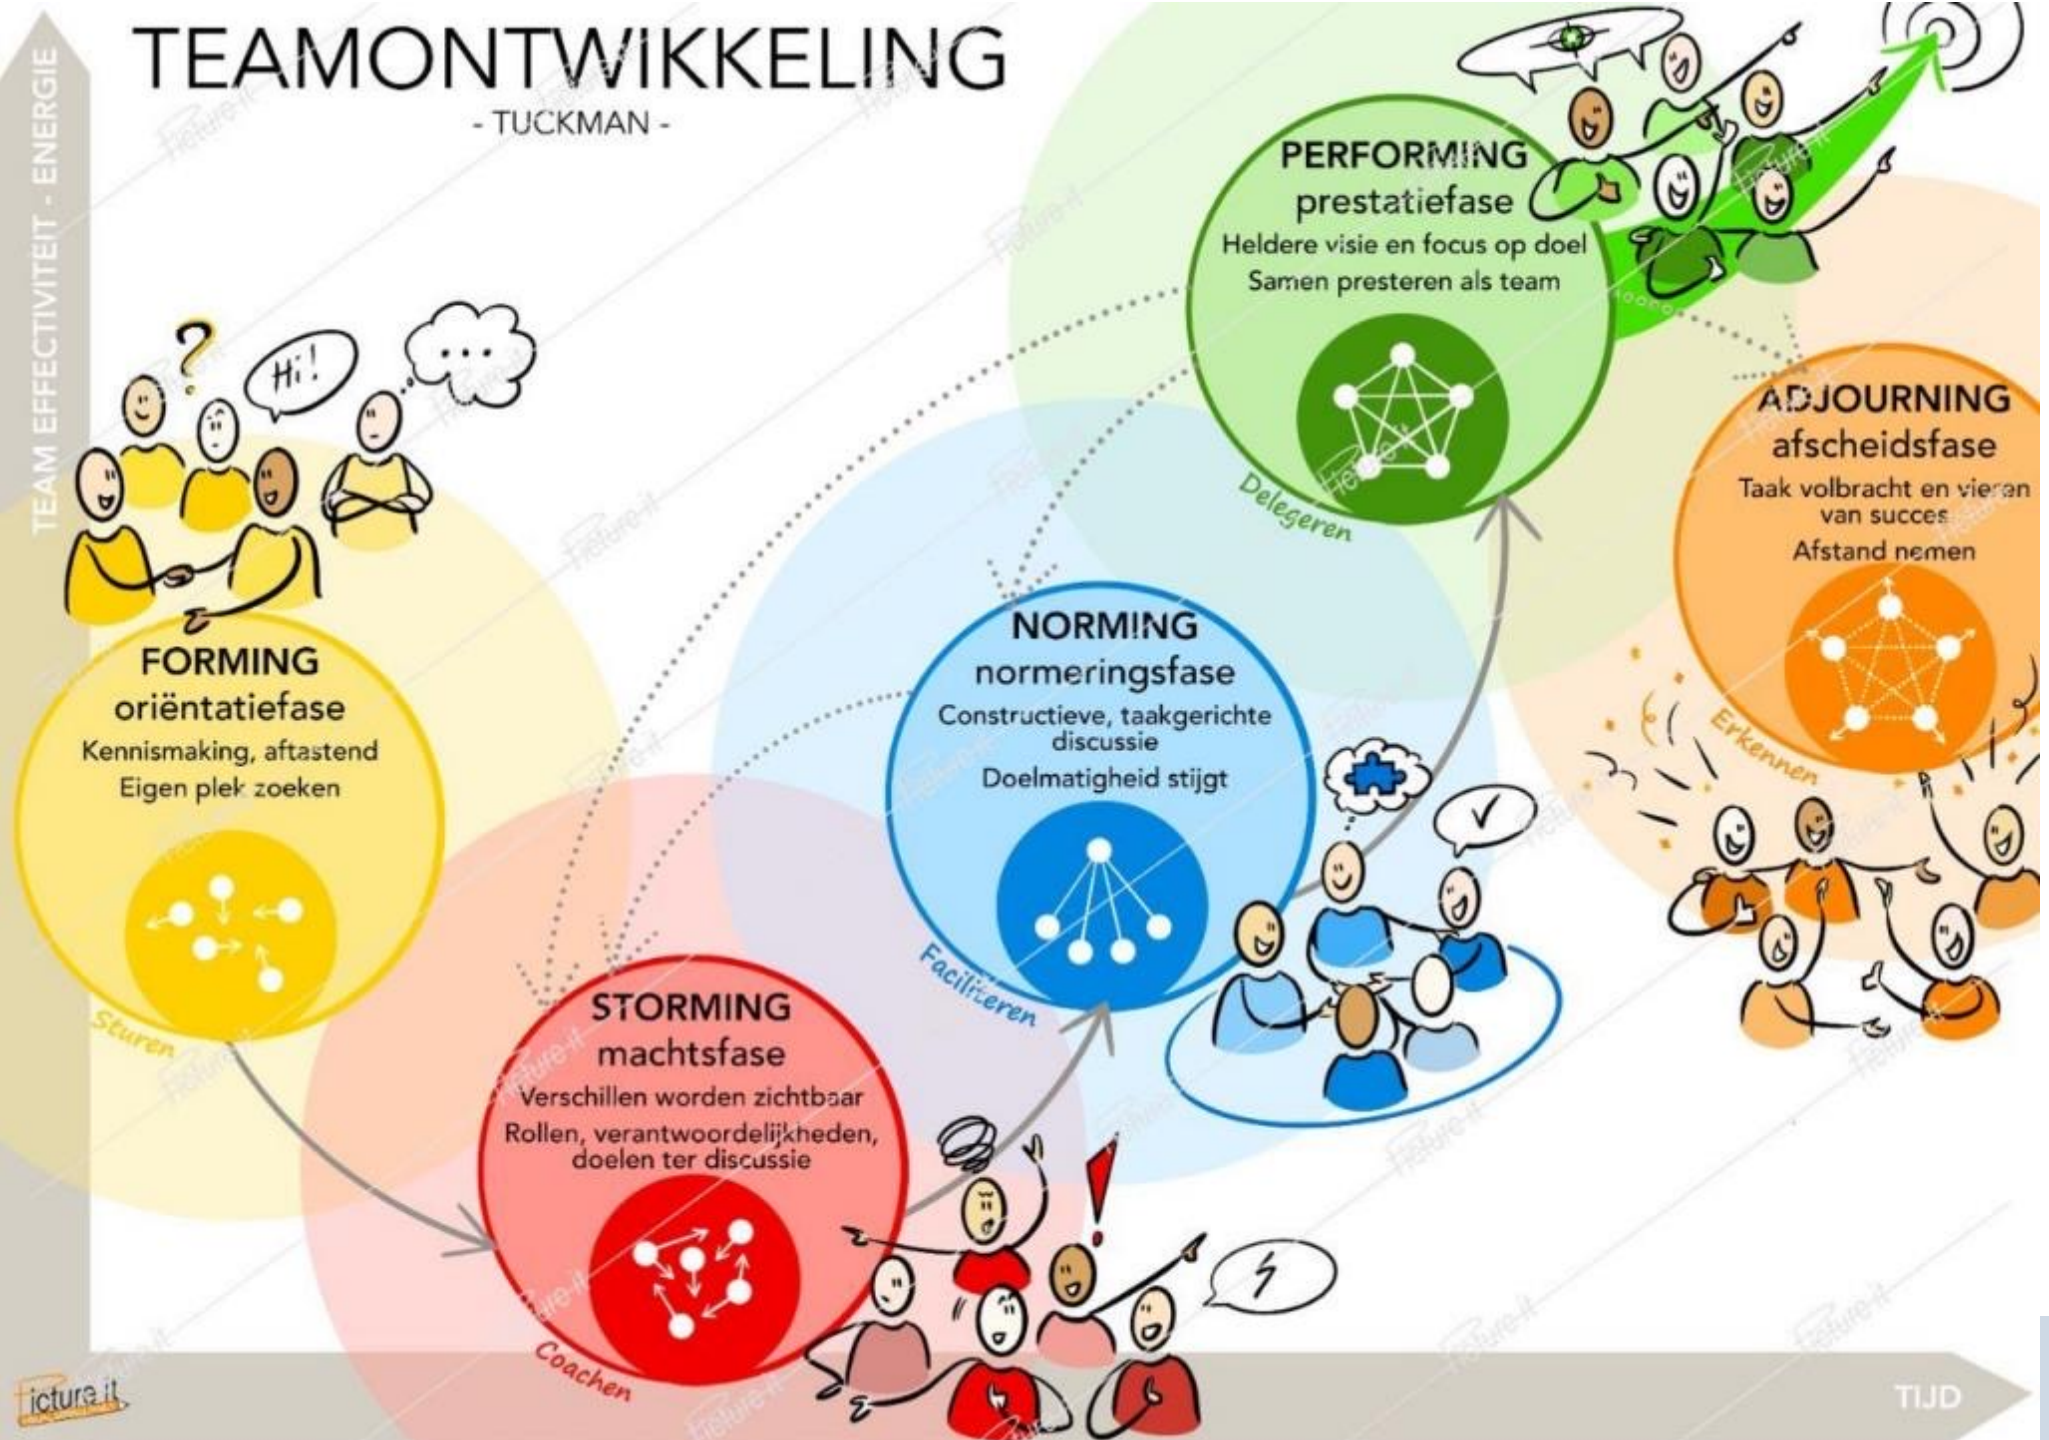 TEAMONTWIKKELING
- TUCKMAN -
TEAM EFFECTIVITEIT - ENERGIE
?
Hi!
...
FORMING
oriëntatiefase
Kennismaking, aftastend
Eigen plek zoeken
Sturen
STORMING
machtsfase
Verschillen worden zichtbaar
Rollen, verantwoordelijkheden,
doelen ter discussie
Coachen
!
NORMING
normeringsfase
Constructieve, taakgerichte
discussie
Doelmatigheid stijgt
Faciliteren
PERFORMING
prestatiefase
Heldere visie en focus op doel
Samen presteren als team
Delegeren
ADJOURNING
afscheidsfase
Taak volbracht en vieren
van succes
Afstand nemen
Erkennen
TIJD
Picture it